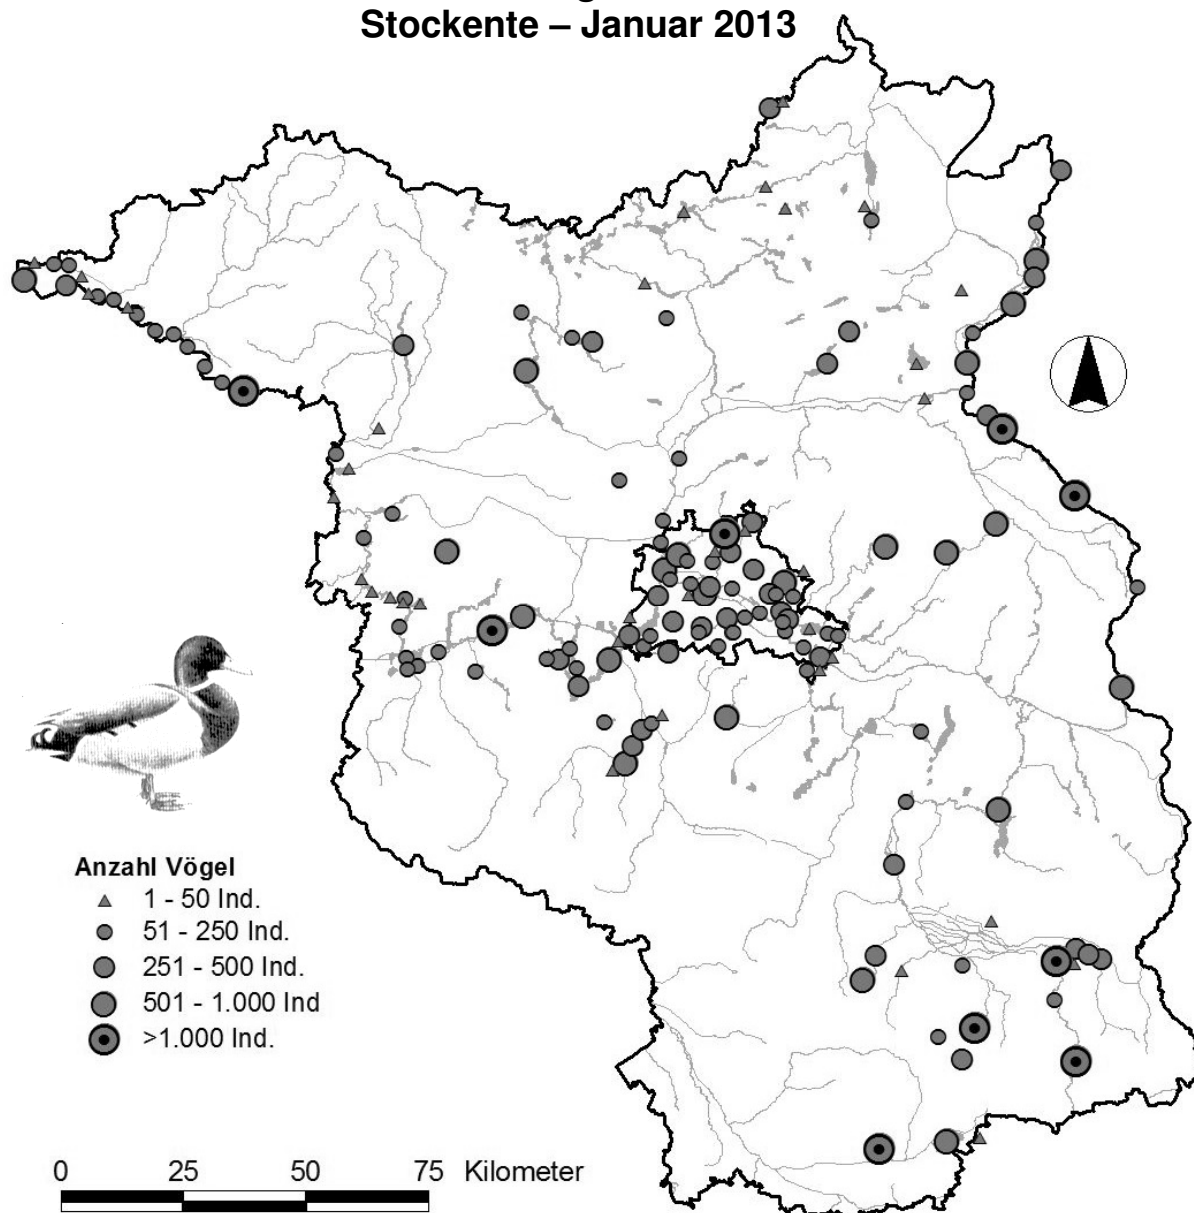 Stockente – Januar 2013
Anzahl Vögel
1 - 50 Ind.
51 - 250 Ind.
251 - 500 Ind.
501 - 1.000 Ind
>1.000 Ind.
0 25 50 75 Kilometer